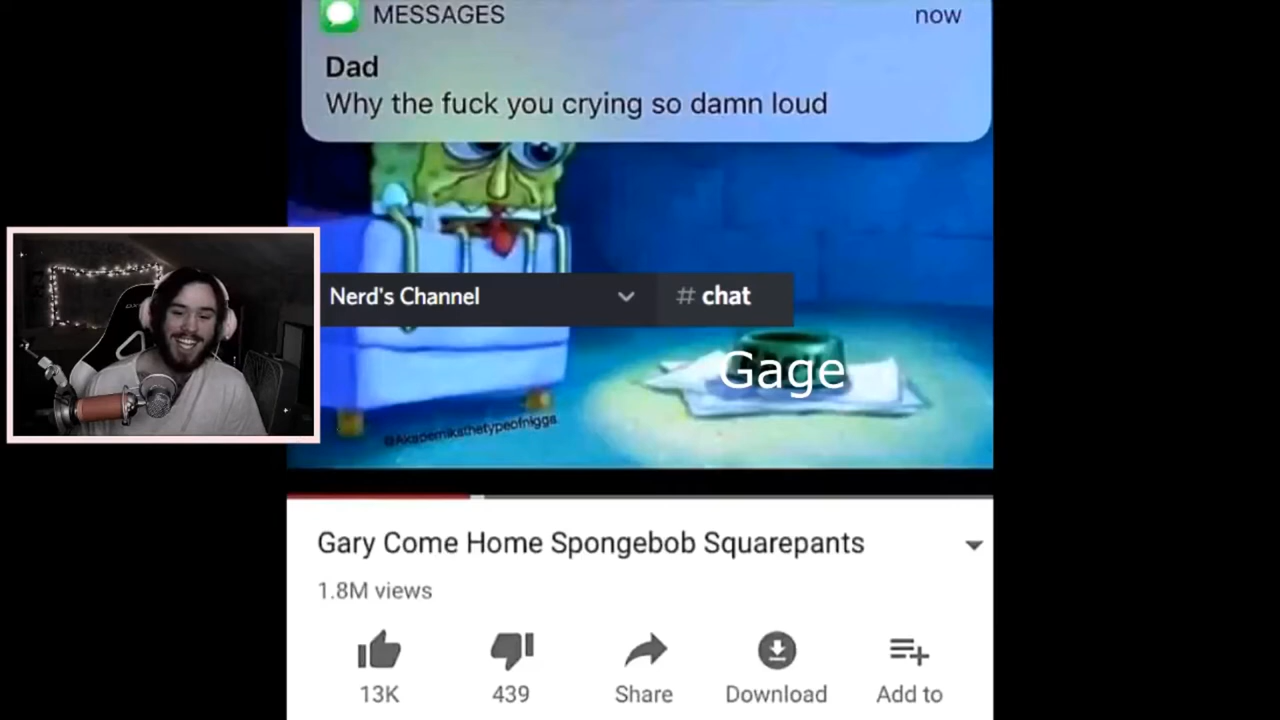 MESSAGES now
Dad
Why the fuck you crying so damn loud
Nerd's Channel # chat
Gage
@Akademiksthetypeofnigga
Gary Come Home Spongebob Squarepants
1.8M views
13K 439 Share Download Add to